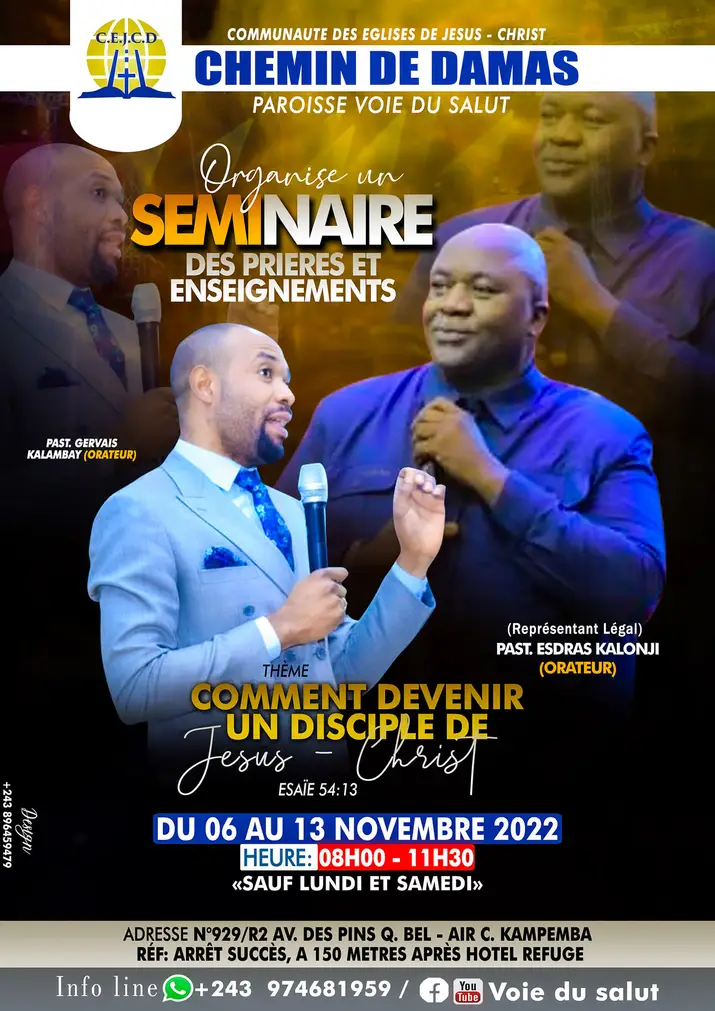 C.E.J.C.D
COMMUNAUTE DES EGLISES DE JESUS - CHRIST
CHEMIN DE DAMAS
PAROISSE VOIE DU SALUT
Organise un
SEMINAIRE
DES PRIERES ET
ENSEIGNEMENTS
PAST. GERVAIS
KALAMBAY (ORATEUR)
(Représentant Légal)
PAST. ESDRAS KALONJI
(ORATEUR)
THÈME
COMMENT DEVENIR
UN DISCIPLE DE
Jesus - Christ
ESAÏE 54:13
DU 06 AU 13 NOVEMBRE 2022
HEURE: 08H00 - 11H30
«SAUF LUNDI ET SAMEDI»
Design
+243 896459479
ADRESSE N°929/R2 AV. DES PINS Q. BEL - AIR C. KAMPEMBA
RÉF: ARRÊT SUCCÈS, A 150 METRES APRÈS HOTEL REFUGE
Info line +243 974681959 / You Tube Voie du salut